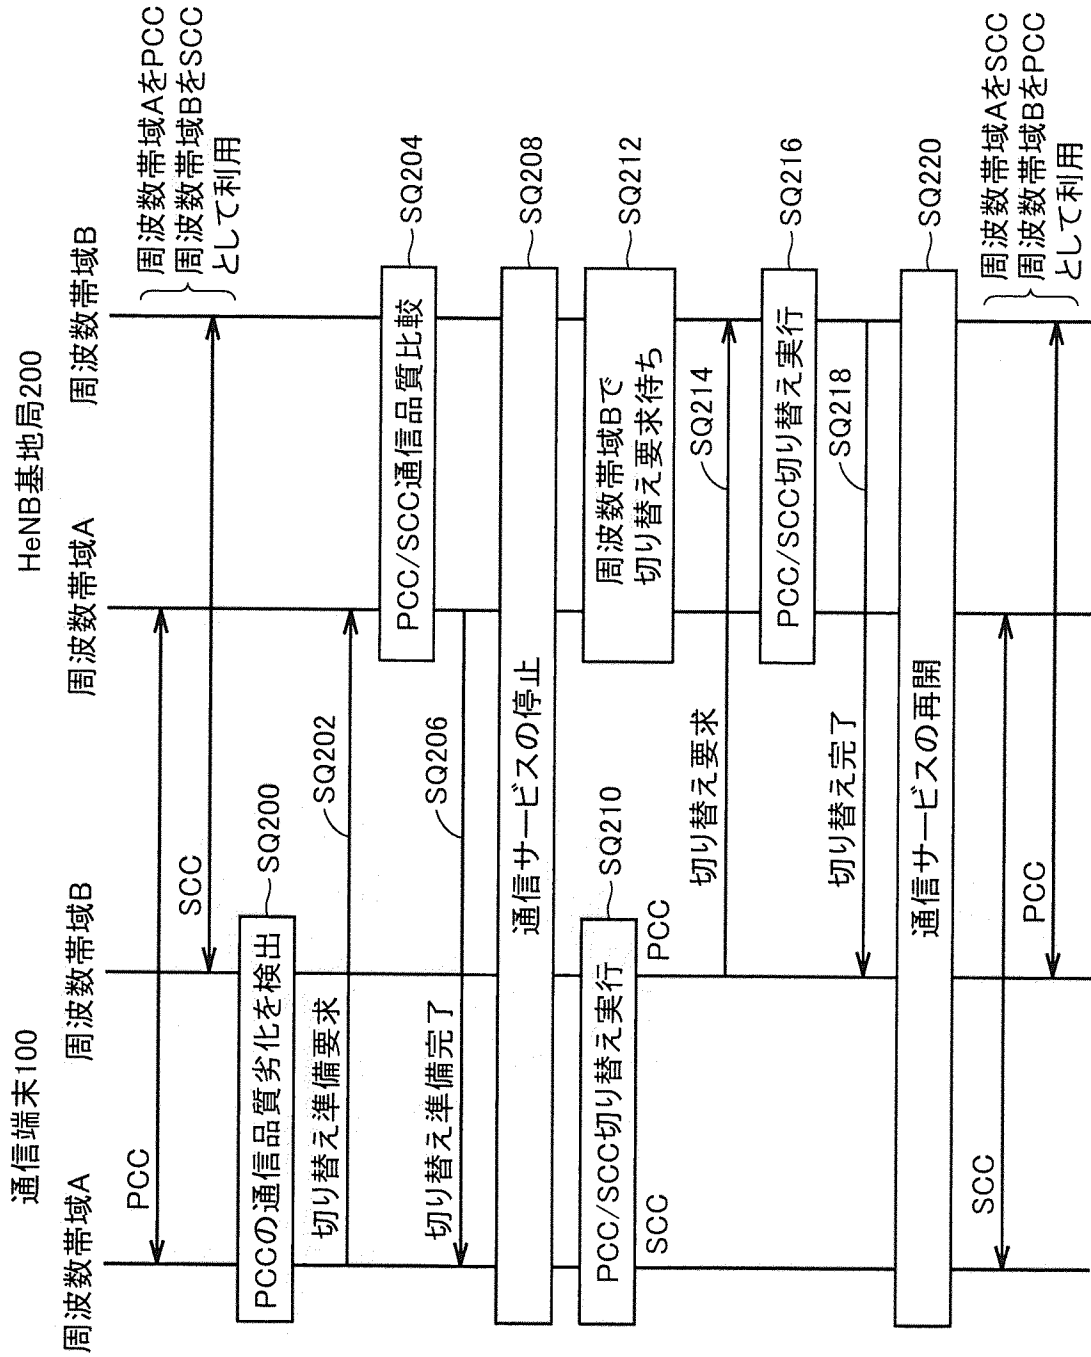 通信端末100
HeNB基地局200
周波数帯域A
周波数帯域B
周波数帯域A
周波数帯域B
PCC
SCC
周波数帯域AをPCC
周波数帯域BをSCC
として利用
PCCの通信品質劣化を検出
SQ200
切り替え準備要求
SQ202
PCC/SCC通信品質比較
SQ204
切り替え準備完了
SQ206
通信サービスの停止
SQ208
PCC/SCC切り替え実行
SQ210
SCC
PCC
周波数帯域Bで
切り替え要求待ち
SQ212
切り替え要求
SQ214
PCC/SCC切り替え実行
SQ216
切り替え完了
SQ218
通信サービスの再開
SQ220
SCC
PCC
周波数帯域AをSCC
周波数帯域BをPCC
として利用